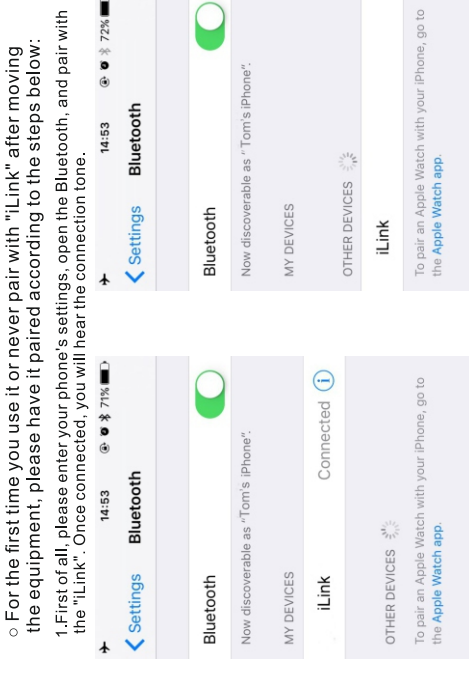 ○ For the first time you use it or never pair with "iLink" after moving
the equipment, please have it paired according to the steps below:
1.First of all, please enter your phone's settings, open the Bluetooth, and pair with
the "iLink". Once connected, you will hear the connection tone.
14:53 71%
Settings Bluetooth
Bluetooth
Now discoverable as "Tom's iPhone".
MY DEVICES
iLink Connected
OTHER DEVICES
To pair an Apple Watch with your iPhone, go to
the Apple Watch app.
14:53 72%
Settings Bluetooth
Bluetooth
Now discoverable as " Tom's iPhone".
MY DEVICES
OTHER DEVICES
iLink
To pair an Apple Watch with your iPhone, go to
the Apple Watch app.